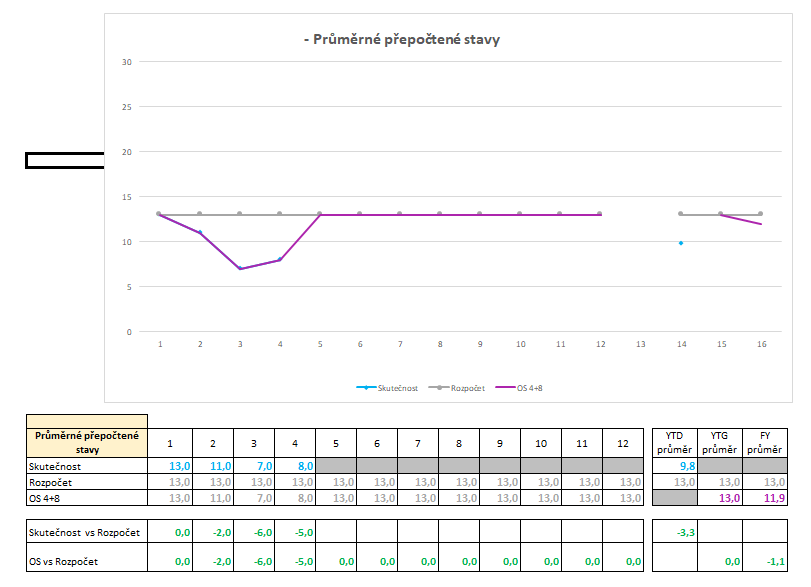 - Průměrné přepočtené stavy
30
25
20
15
10
5
0
1 2 3 4 5 6 7 8 9 10 11 12 13 14 15 16
Skutečnost Rozpočet OS 4+8
Průměrné přepočtené stavy 1 2 3 4 5 6 7 8 9 10 11 12 YTD průměr YTG průměr FY průměr
Skutečnost 13,0 11,0 7,0 8,0 9,8
Rozpočet 13,0 13,0 13,0 13,0 13,0 13,0 13,0 13,0 13,0 13,0 13,0 13,0 13,0 13,0 13,0
OS 4+8 13,0 11,0 7,0 8,0 13,0 13,0 13,0 13,0 13,0 13,0 13,0 13,0 13,0 11,9
Skutečnost vs Rozpočet 0,0 -2,0 -6,0 -5,0 -3,3
OS vs Rozpočet 0,0 -2,0 -6,0 -5,0 0,0 0,0 0,0 0,0 0,0 0,0 0,0 0,0 0,0 -1,1